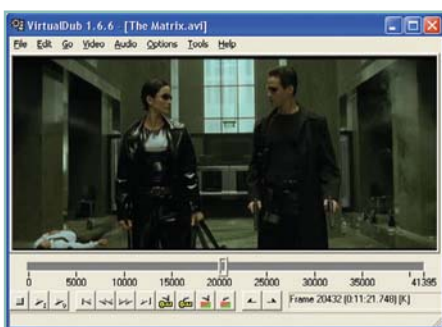 VirtualDub 1.6.6 - [The Matrix.avi]
File Edit Go Video Audio Options Tools Help
0 5000 10000 15000 20000 25000 30000 35000 41395
Frame 20432 (0:11:21.748) [K]